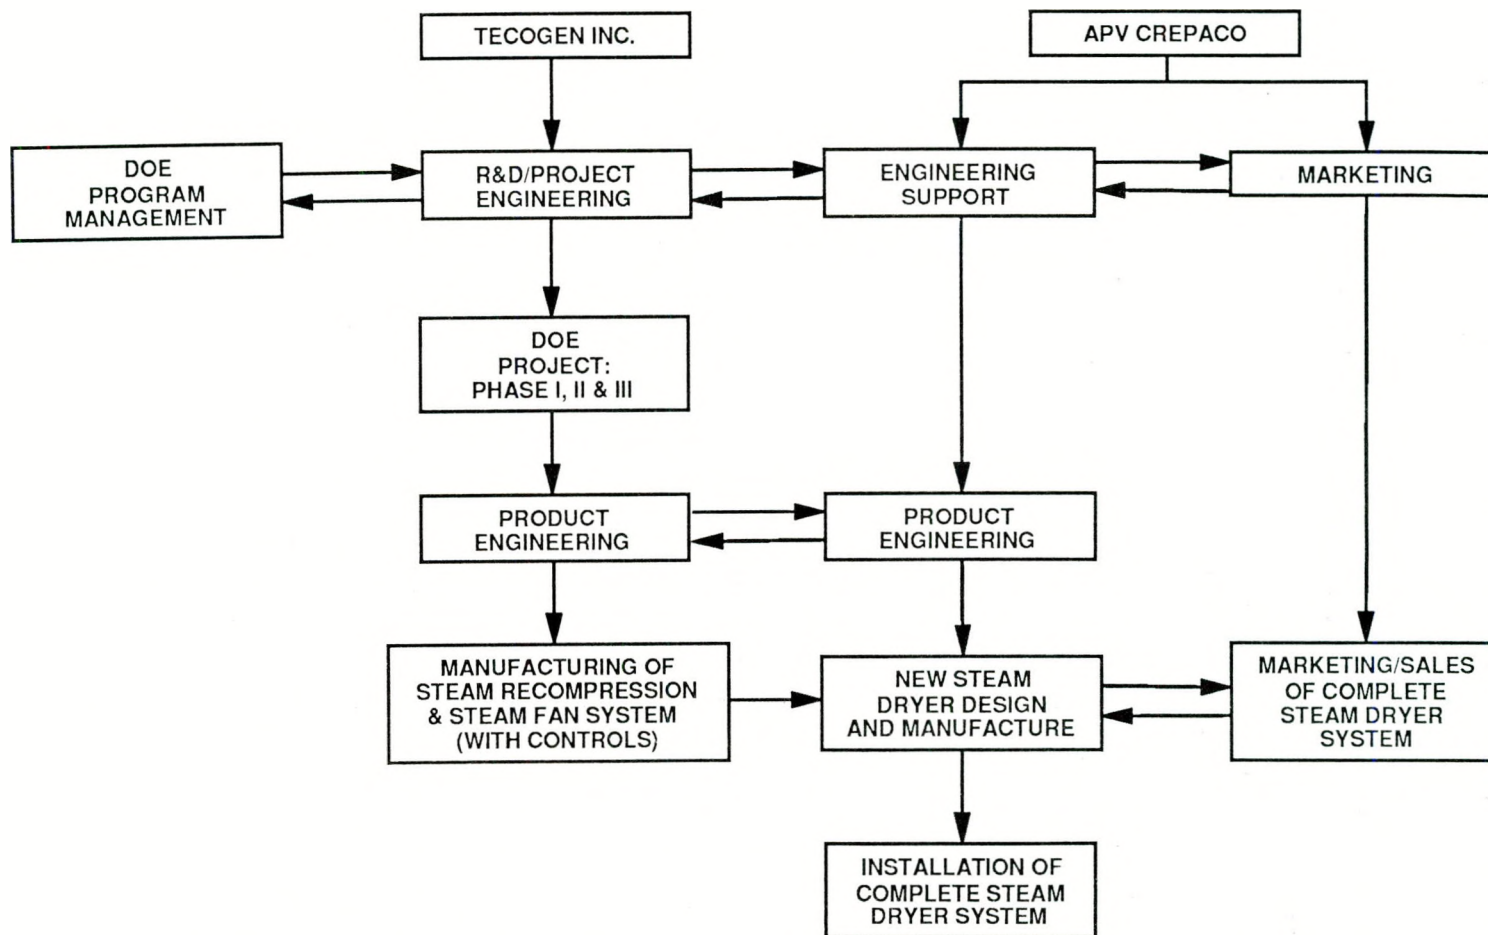 TECOGEN INC.
APV CREPACO
DOE
PROGRAM
MANAGEMENT
R&D/PROJECT
ENGINEERING
ENGINEERING
SUPPORT
MARKETING
DOE
PROJECT:
PHASE I, II & III
PRODUCT
ENGINEERING
PRODUCT
ENGINEERING
MANUFACTURING OF
STEAM RECOMPRESSION
& STEAM FAN SYSTEM
(WITH CONTROLS)
NEW STEAM
DRYER DESIGN
AND MANUFACTURE
MARKETING/SALES
OF COMPLETE
STEAM DRYER
SYSTEM
INSTALLATION OF
COMPLETE STEAM
DRYER SYSTEM